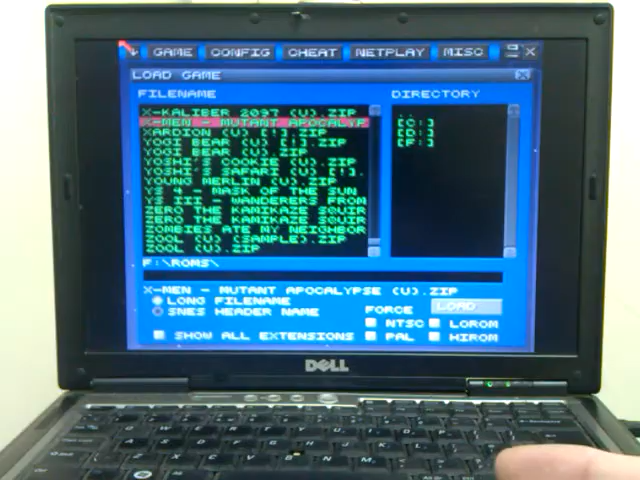 GAME CONFIG CHEAT NETPLAY MISC
LOAD GAME
FILENAME
DIRECTORY
X-KALIBER 2097 (U).ZIP
X-MEN - MUTANT APOCALYP
XARDION (U) [!].ZIP
YOGI BEAR (U) [!].ZIP
YOGI BEAR (U).ZIP
YOSHI'S COOKIE (U).ZIP
YOSHI'S SAFARI (U) [!].
YOUNG MERLIN (U).ZIP
YS 4 - MASK OF THE SUN
YS III - WANDERERS FROM
ZERO THE KAMIKAZE SQUIR
ZERO THE KAMIKAZE SQUIR
ZOMBIES ATE MY NEIGHBOR
ZOOL (U) (SAMPLE).ZIP
ZOOL (U).ZIP
..
[C:]
[D:]
[F:]
F:\ROMS\
X-MEN - MUTANT APOCALYPSE (U).ZIP
LONG FILENAME
SNES HEADER NAME
SHOW ALL EXTENSIONS
FORCE
LOAD
NTSC LOROM
PAL HIROM
DELL